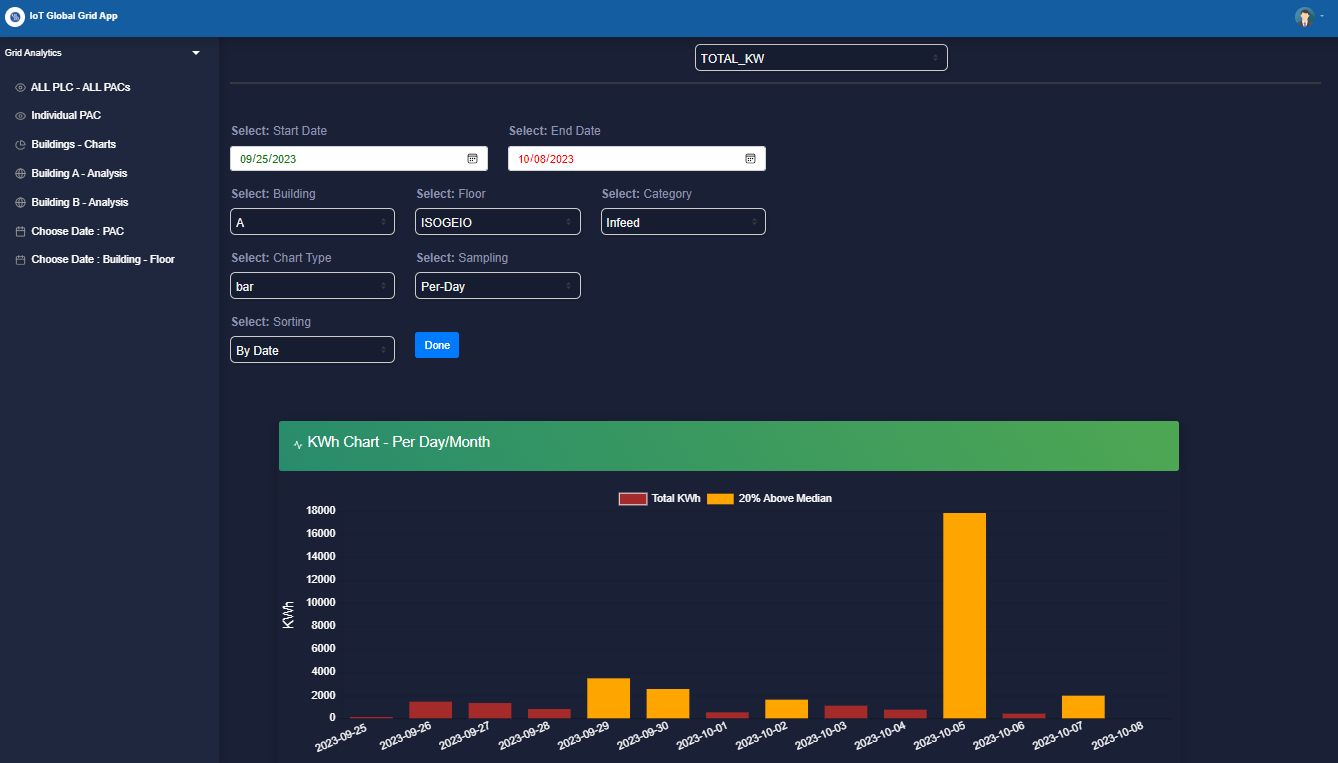 IoT Global Grid App
Grid Analytics
ALL PLC - ALL PACs
Individual PAC
Buildings - Charts
Building A - Analysis
Building B - Analysis
Choose Date : PAC
Choose Date : Building - Floor
TOTAL_KW
Select: Start Date
Select: End Date
09/25/2023
10/08/2023
Select: Building
Select: Floor
Select: Category
A
ISOGEIO
Infeed
Select: Chart Type
Select: Sampling
bar
Per-Day
Select: Sorting
By Date
Done
KWh Chart - Per Day/Month
Total KWh
20% Above Median
18000
16000
14000
12000
10000
8000
6000
4000
2000
0
KWh
2023-09-25
2023-09-26
2023-09-27
2023-09-28
2023-09-29
2023-09-30
2023-10-01
2023-10-02
2023-10-03
2023-10-04
2023-10-05
2023-10-06
2023-10-07
2023-10-08